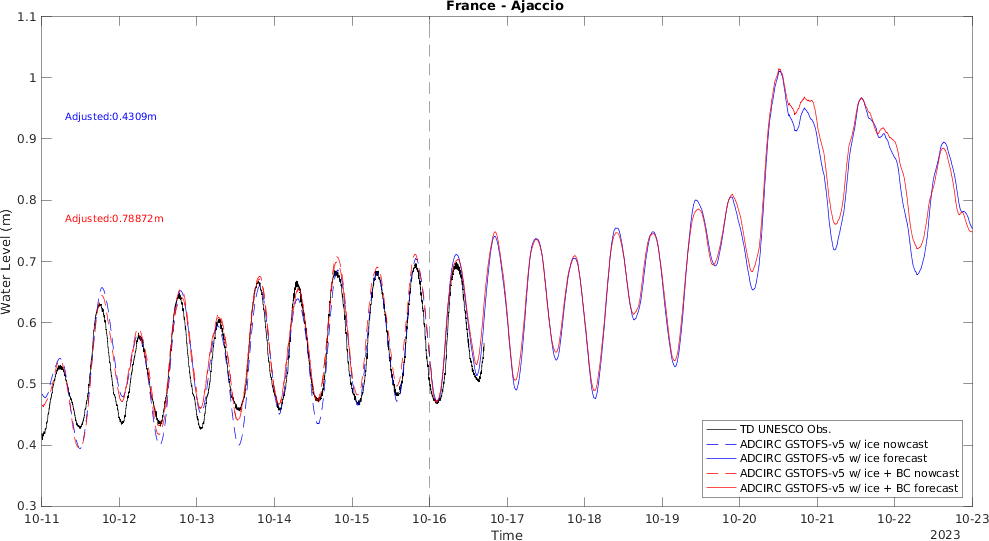 France - Ajaccio
1.1
1
0.9
0.8
0.7
0.6
0.5
0.4
0.3
Water Level (m)
Adjusted:0.4309m
Adjusted:0.78872m
TD UNESCO Obs.
ADCIRC GSTOFS-v5 w/ ice nowcast
ADCIRC GSTOFS-v5 w/ ice forecast
ADCIRC GSTOFS-v5 w/ ice + BC nowcast
ADCIRC GSTOFS-v5 w/ ice + BC forecast
10-11 10-12 10-13 10-14 10-15 10-16 10-17 10-18 10-19 10-20 10-21 10-22 10-23
Time
2023